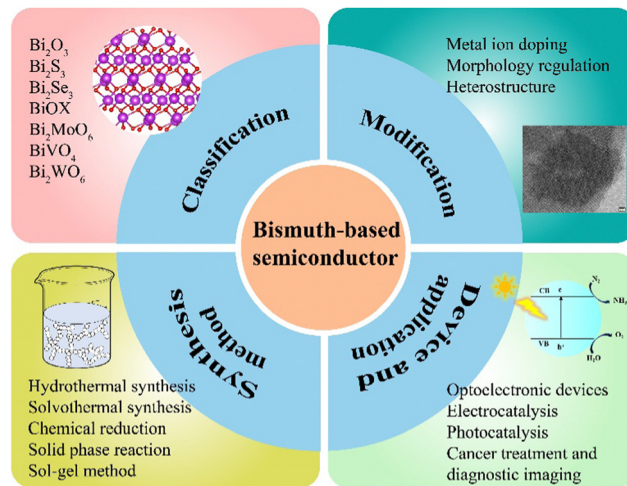 Bi₂O₃
Bi₂S₃
Bi₂Se₃
BiOX
Bi₂MoO₆
BiVO₄
Bi₂WO₆
Classification
Metal ion doping
Morphology regulation
Heterostructure
Modification
Bismuth-based
semiconductor
Synthesis
method
Hydrothermal synthesis
Solvothermal synthesis
Chemical reduction
Solid phase reaction
Sol-gel method
Device and
application
CB
e
N₂
NH₃
VB
h⁺
O₂
H₂O
Optoelectronic devices
Electrocatalysis
Photocatalysis
Cancer treatment and
diagnostic imaging